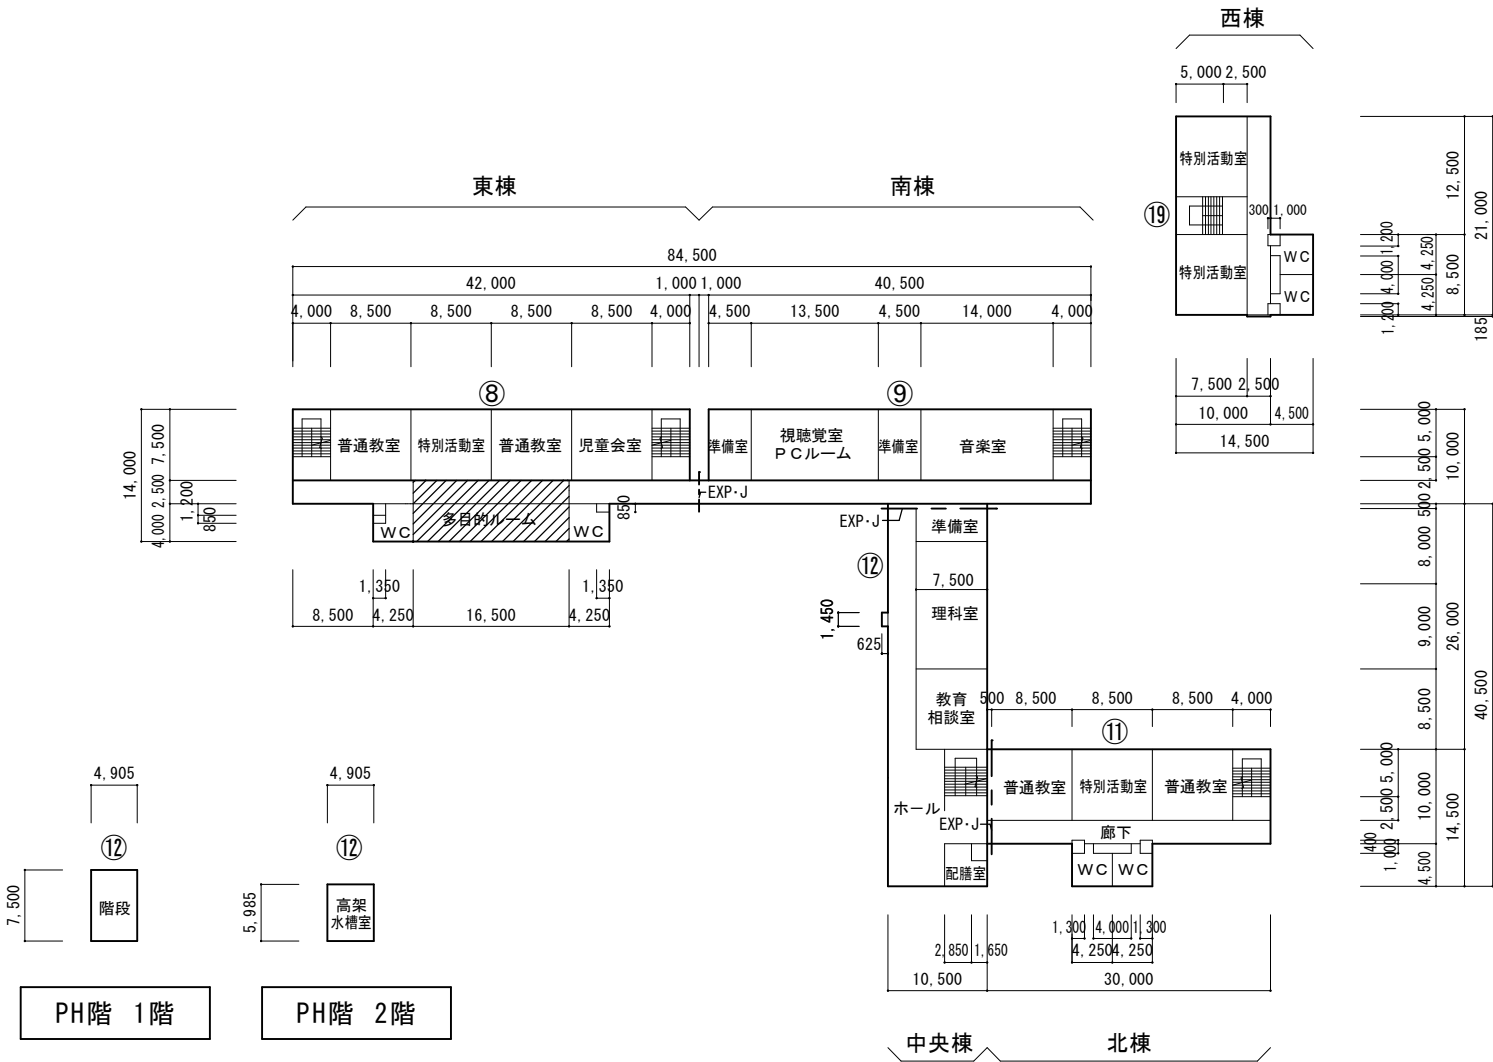 西棟
5,000 2,500
特別活動室
⑲
300 1,000
特別活動室
WC
WC
1,200
4,000
1,200
4,250
4,250
12,500
8,500
21,000
185
7,500 2,500
10,000 4,500
14,500
東棟
南棟
84,500
42,000 1,000 1,000 40,500
4,000 8,500 8,500 8,500 8,500 4,000 4,500 13,500 4,500 14,000 4,000
⑧
⑨
普通教室
特別活動室
普通教室
児童会室
準備室
視聴覚室
PCルーム
準備室
音楽室
14,000
7,500
2,500
4,000
1,200
850
EXP・J
多目的ルーム
WC
WC
850
1,350
1,350
8,500 4,250 16,500 4,250
EXP・J
準備室
⑫
7,500
理科室
1,450
625
教育
相談室
500 8,500 8,500 8,500 4,000
⑪
普通教室
特別活動室
普通教室
ホール
EXP・J
廊下
配膳室
WC
WC
5,000
2,500
10,000
500
8,000
9,000
8,500
26,000
40,500
5,000
2,500
10,000
14,500
400
1,000
4,500
1,300 4,000 1,300
2,850 1,650
4,250 4,250
10,500 30,000
中央棟
北棟
4,905
⑫
7,500
階段
PH階 1階
4,905
⑫
5,985
高架
水槽室
PH階 2階